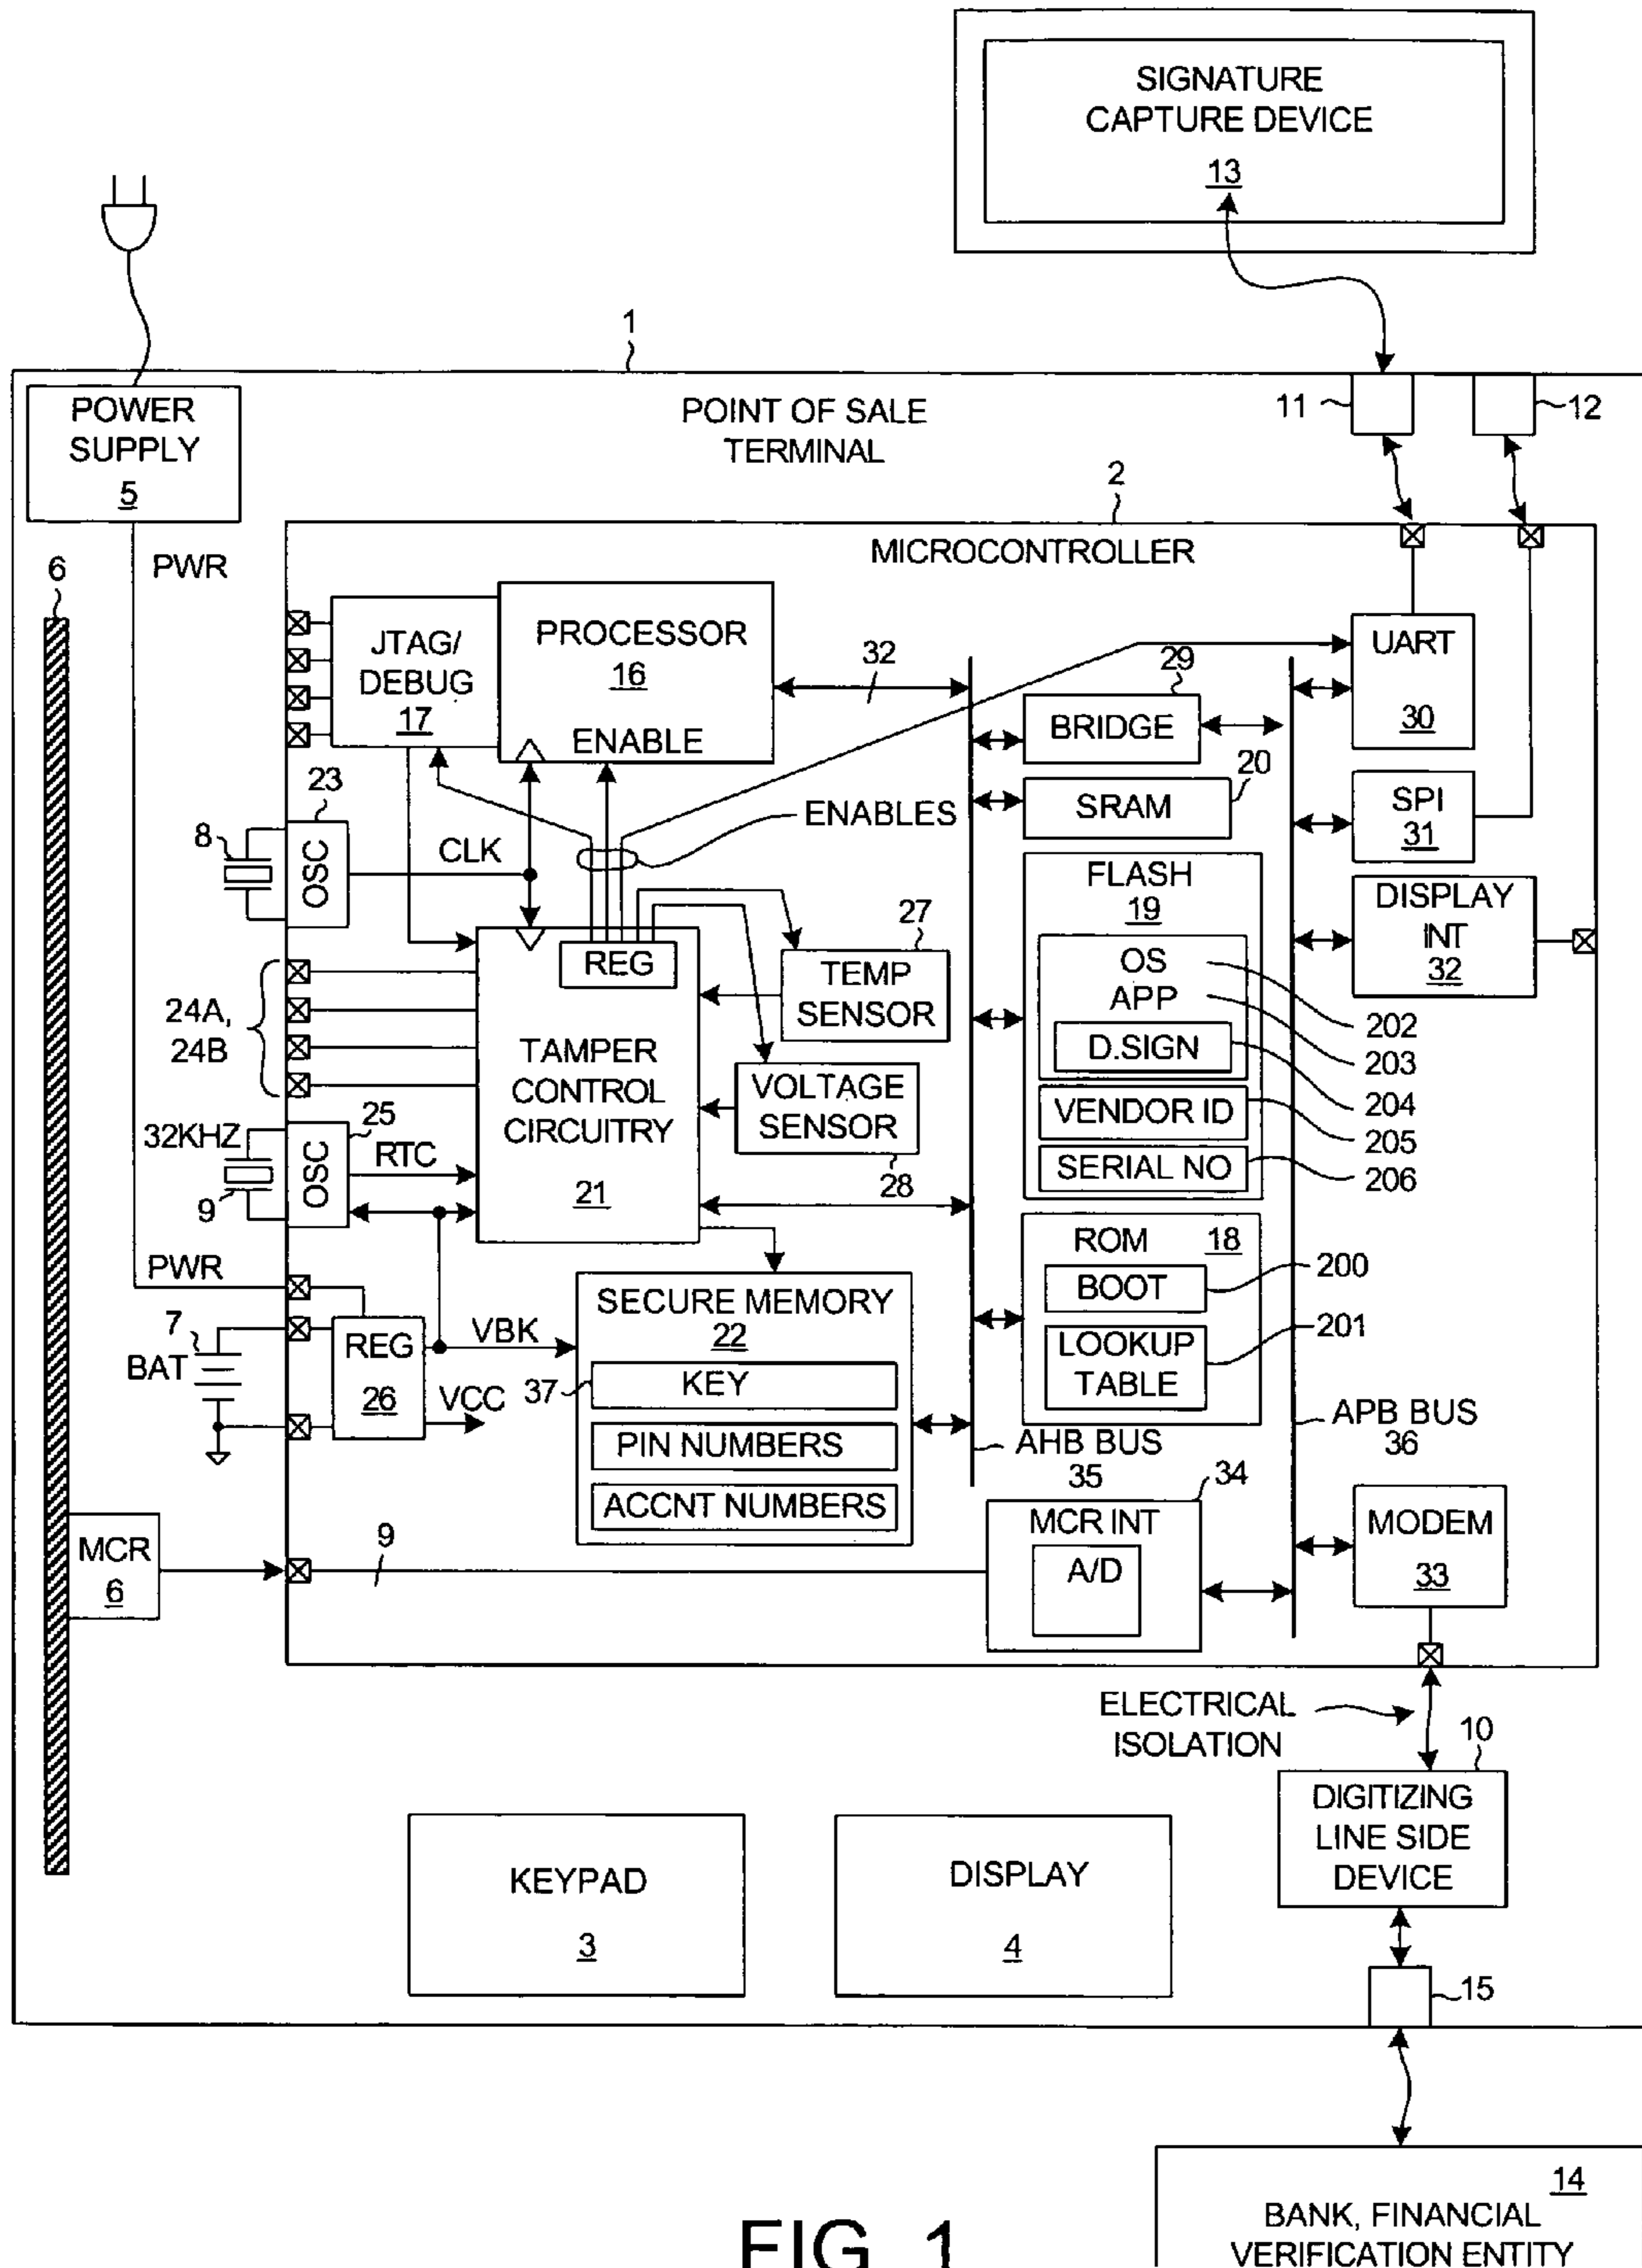 SIGNATURE
CAPTURE DEVICE
13
1
POWER
SUPPLY
5
POINT OF SALE
TERMINAL
11
12
2
MICROCONTROLLER
6
PWR
JTAG/
DEBUG
17
PROCESSOR
16
ENABLE
32
29
BRIDGE
UART
30
23
8
OSC
CLK
ENABLES
20
SRAM
SPI
31
FLASH
19
DISPLAY
INT
32
REG
27
TEMP
SENSOR
OS
APP
D.SIGN
202
203
204
24A,
24B
TAMPER
CONTROL
CIRCUITRY
21
VOLTAGE
SENSOR
28
VENDOR ID
205
SERIAL NO
206
32KHZ
25
9
OSC
RTC
PWR
ROM
18
BOOT
200
LOOKUP
TABLE
201
7
BAT
REG
26
VBK
VCC
SECURE MEMORY
22
37
KEY
PIN NUMBERS
ACCNT NUMBERS
AHB BUS
35
APB BUS
36
34
MCR INT
A/D
MCR
6
9
MODEM
33
ELECTRICAL
ISOLATION
10
DIGITIZING
LINE SIDE
DEVICE
KEYPAD
3
DISPLAY
4
15
14
BANK, FINANCIAL
VERIFICATION ENTITY
FIG. 1